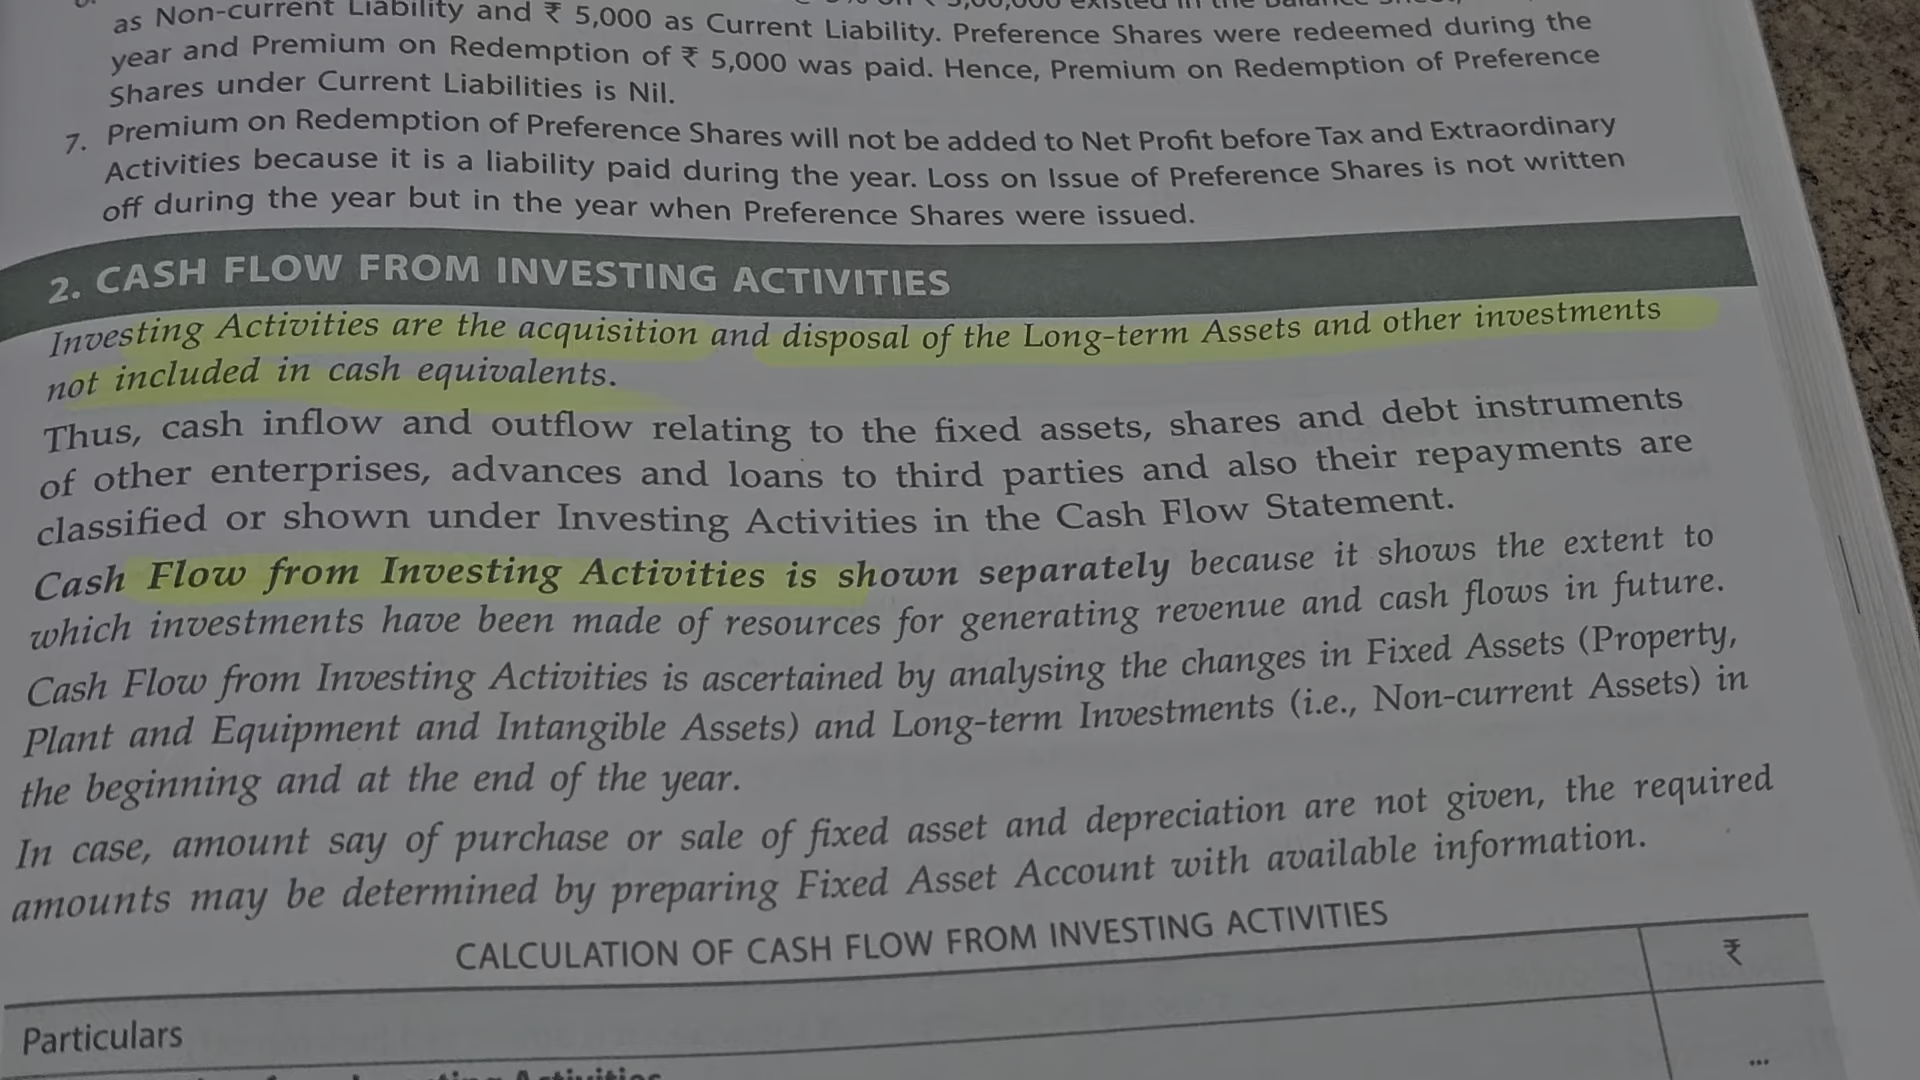 as Non-current Liability and ₹ 5,000 as Current Liability. Preference Shares were redeemed during the
year and Premium on Redemption of ₹ 5,000 was paid. Hence, Premium on Redemption of Preference
Shares under Current Liabilities is Nil.
7. Premium on Redemption of Preference Shares will not be added to Net Profit before Tax and Extraordinary
Activities because it is a liability paid during the year. Loss on Issue of Preference Shares is not written
off during the year but in the year when Preference Shares were issued.
2. CASH FLOW FROM INVESTING ACTIVITIES
Investing Activities are the acquisition and disposal of the Long-term Assets and other investments
not included in cash equivalents.
Thus, cash inflow and outflow relating to the fixed assets, shares and debt instruments
of other enterprises, advances and loans to third parties and also their repayments are
classified or shown under Investing Activities in the Cash Flow Statement.
Cash Flow from Investing Activities is shown separately because it shows the extent to
which investments have been made of resources for generating revenue and cash flows in future.
Cash Flow from Investing Activities is ascertained by analysing the changes in Fixed Assets (Property,
Plant and Equipment and Intangible Assets) and Long-term Investments (i.e., Non-current Assets) in
the beginning and at the end of the year.
In case, amount say of purchase or sale of fixed asset and depreciation are not given, the required
amounts may be determined by preparing Fixed Asset Account with available information.
CALCULATION OF CASH FLOW FROM INVESTING ACTIVITIES
Particulars ₹
...